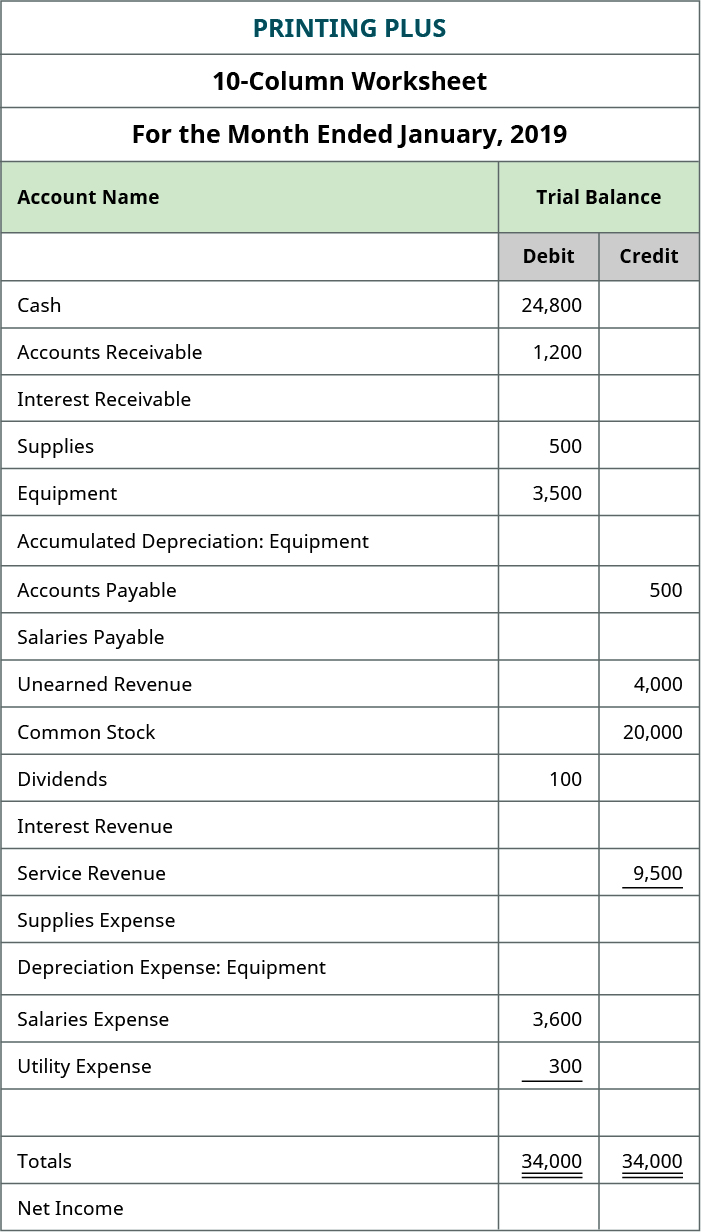 PRINTING PLUS
10-Column Worksheet
For the Month Ended January, 2019
Account Name Trial Balance
Debit Credit
Cash 24,800
Accounts Receivable 1,200
Interest Receivable
Supplies 500
Equipment 3,500
Accumulated Depreciation: Equipment
Accounts Payable 500
Salaries Payable
Unearned Revenue 4,000
Common Stock 20,000
Dividends 100
Interest Revenue
Service Revenue 9,500
Supplies Expense
Depreciation Expense: Equipment
Salaries Expense 3,600
Utility Expense 300
Totals 34,000 34,000
Net Income